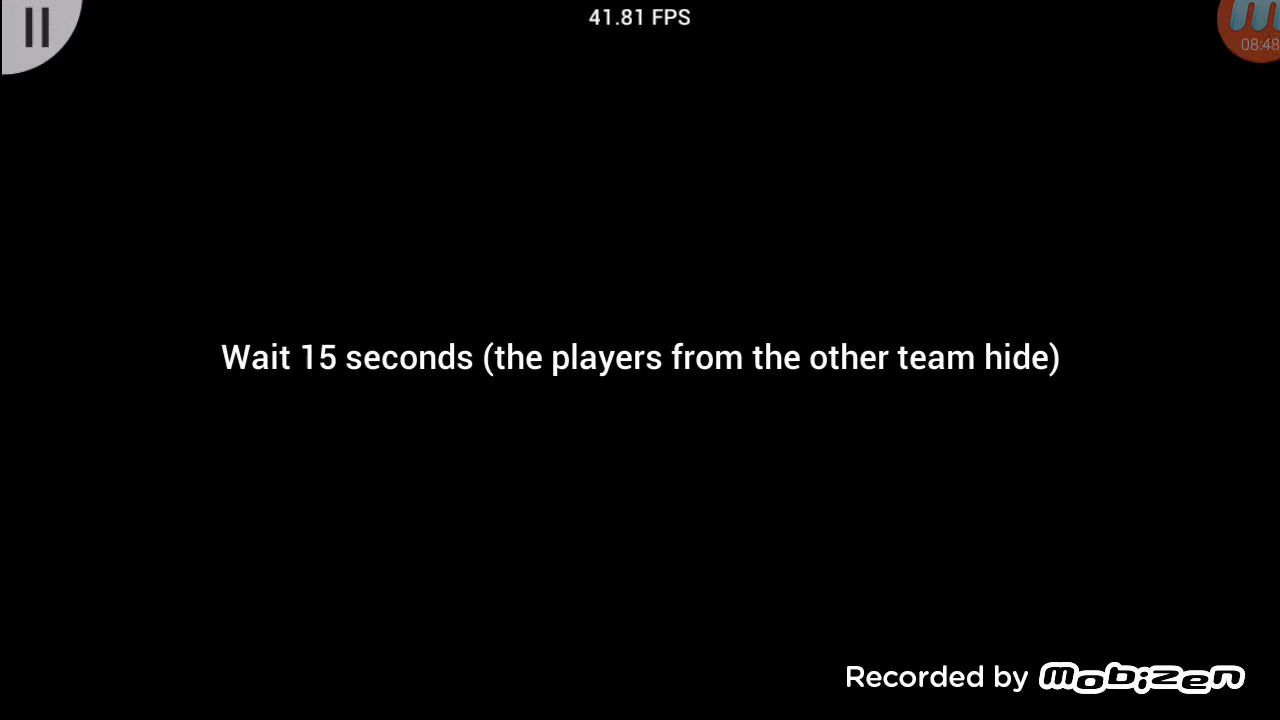 41.81 FPS
08:48
Wait 15 seconds (the players from the other team hide)
Recorded by mobizen